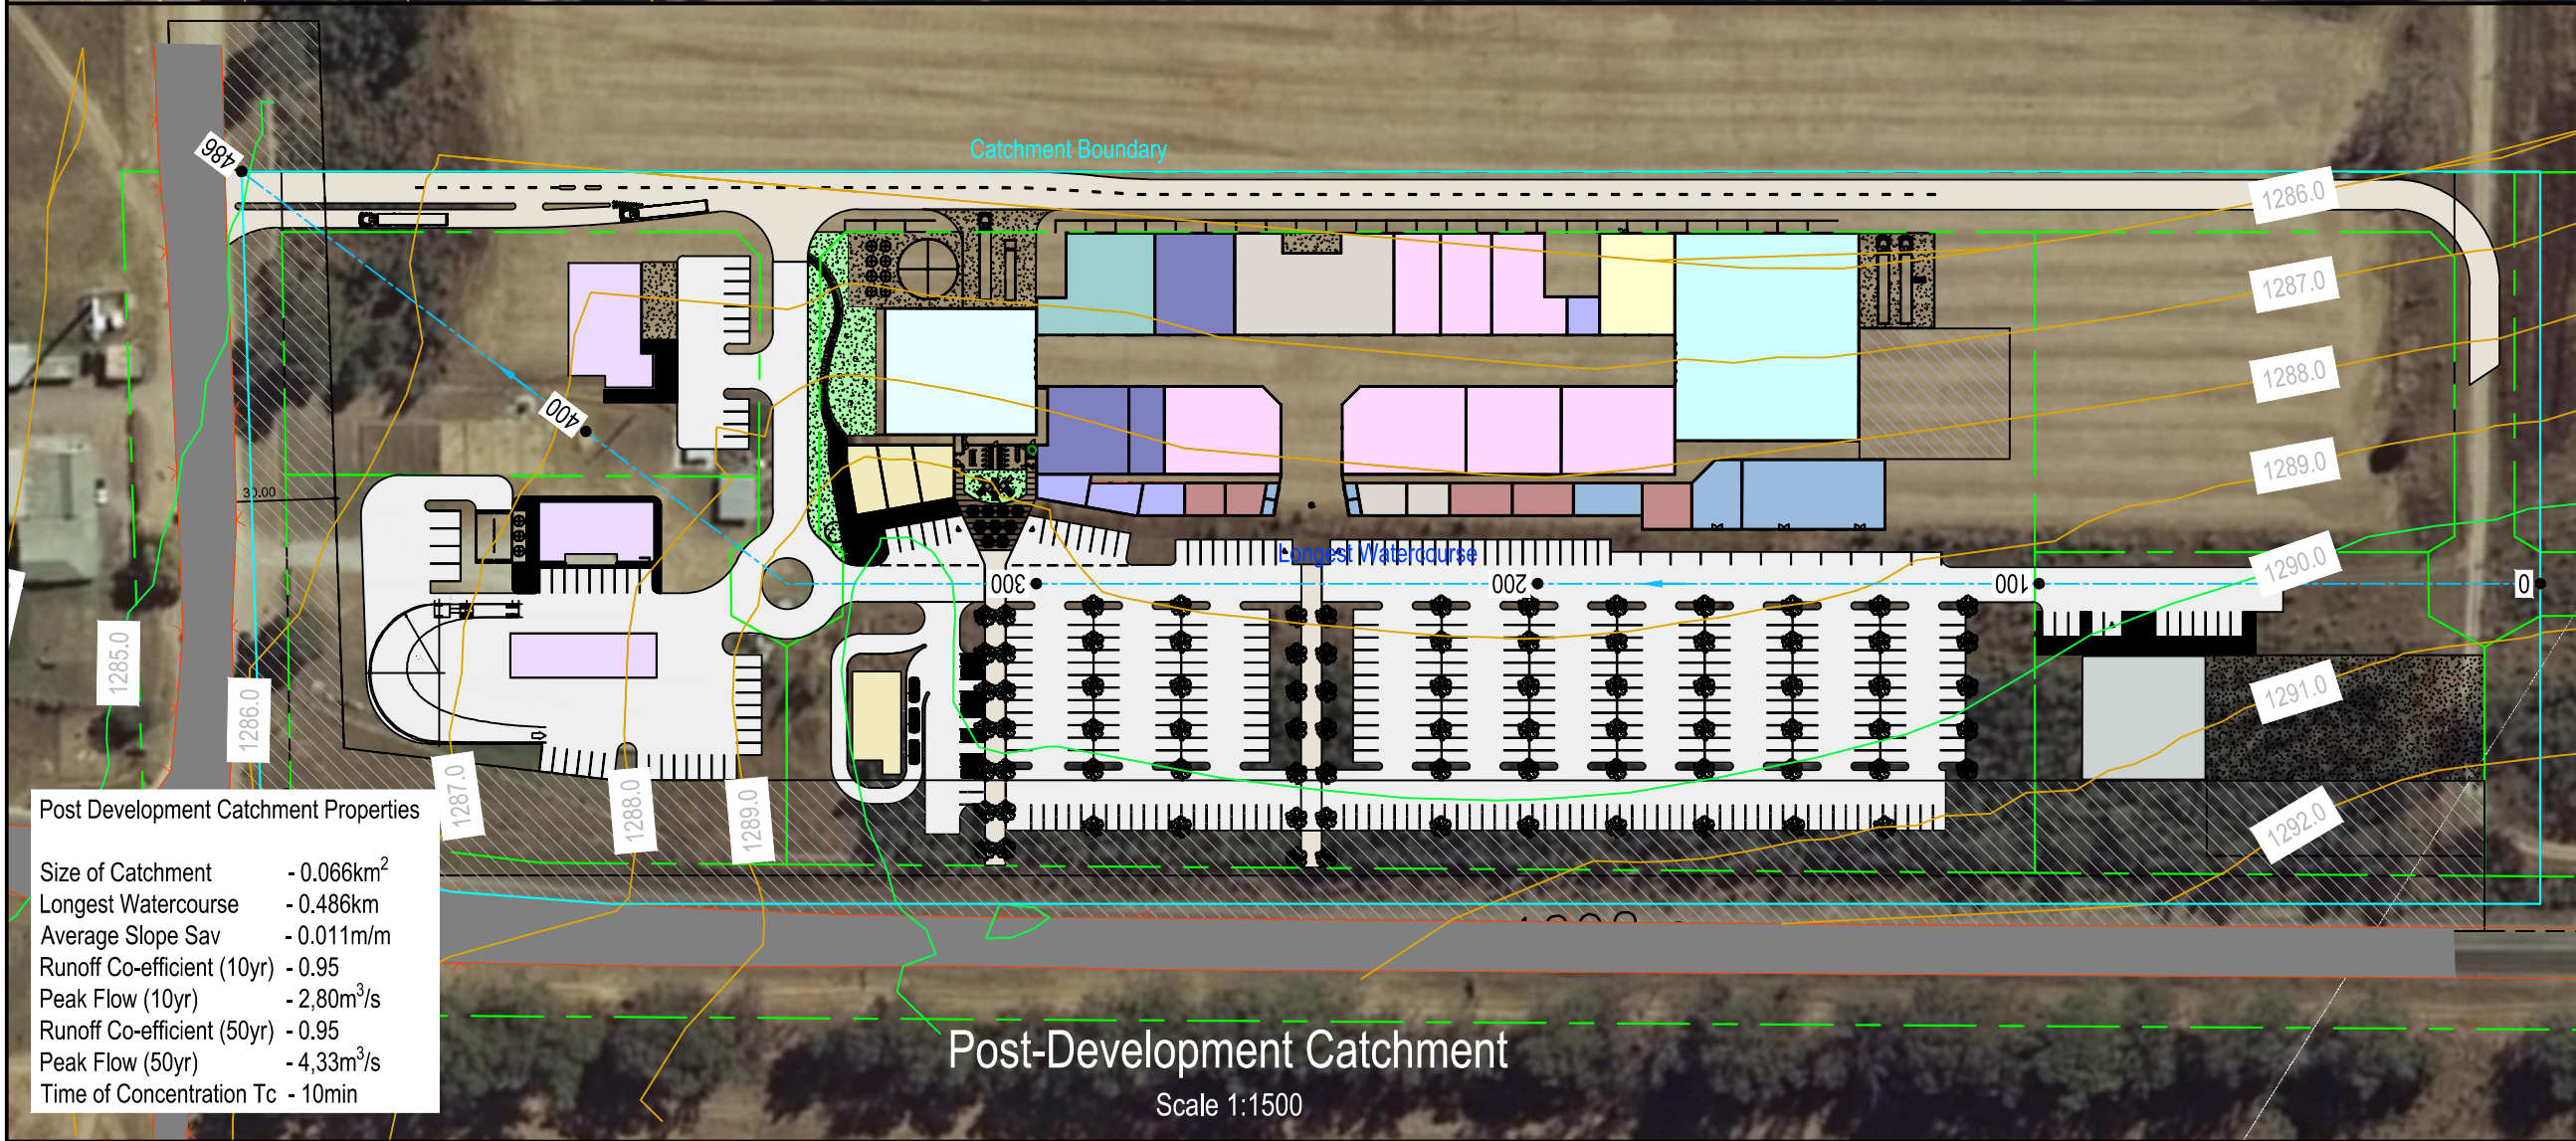 Catchment Boundary
486
1286.0
1287.0
1288.0
400
1289.0
30.00
1290.0
Longest Watercourse
300
200
100
0
1285.0
1286.0
1291.0
1287.0
1288.0
1289.0
1292.0
Post Development Catchment Properties
Size of Catchment - 0.066km²
Longest Watercourse - 0.486km
Average Slope Sav - 0.011m/m
Runoff Co-efficient (10yr) - 0.95
Peak Flow (10yr) - 2,80m³/s
Runoff Co-efficient (50yr) - 0.95
Peak Flow (50yr) - 4,33m³/s
Time of Concentration Tc - 10min
Post-Development Catchment
Scale 1:1500